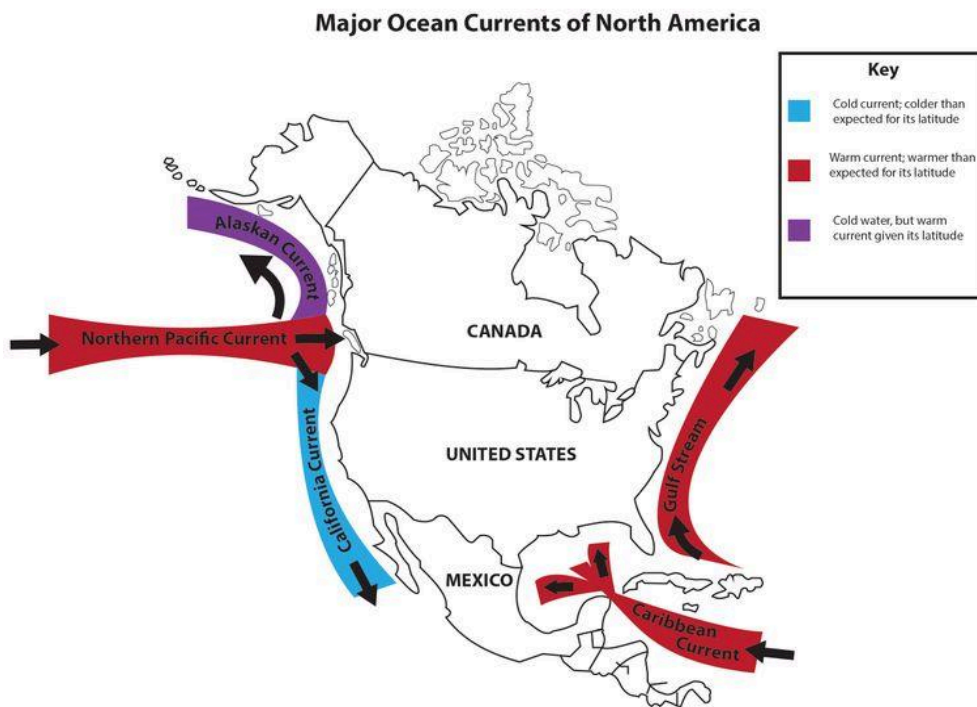 Major Ocean Currents of North America
Key
Cold current; colder than
expected for its latitude
Warm current; warmer than
expected for its latitude
Cold water, but warm
current given its latitude
Alaskan Current
Northern Pacific Current
CANADA
California Current
UNITED STATES
Gulf Stream
MEXICO
Caribbean
Current